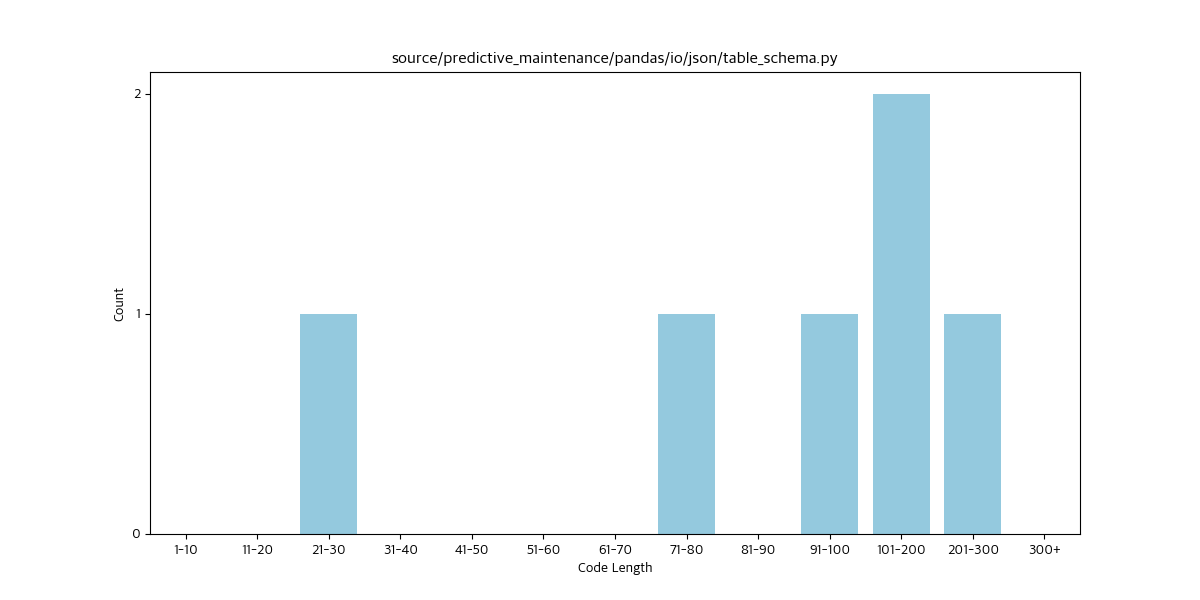 source/predictive_maintenance/pandas/io/json/table_schema.py
2
1
0
Count
1-10 11-20 21-30 31-40 41-50 51-60 61-70 71-80 81-90 91-100 101-200 201-300 300+
Code Length